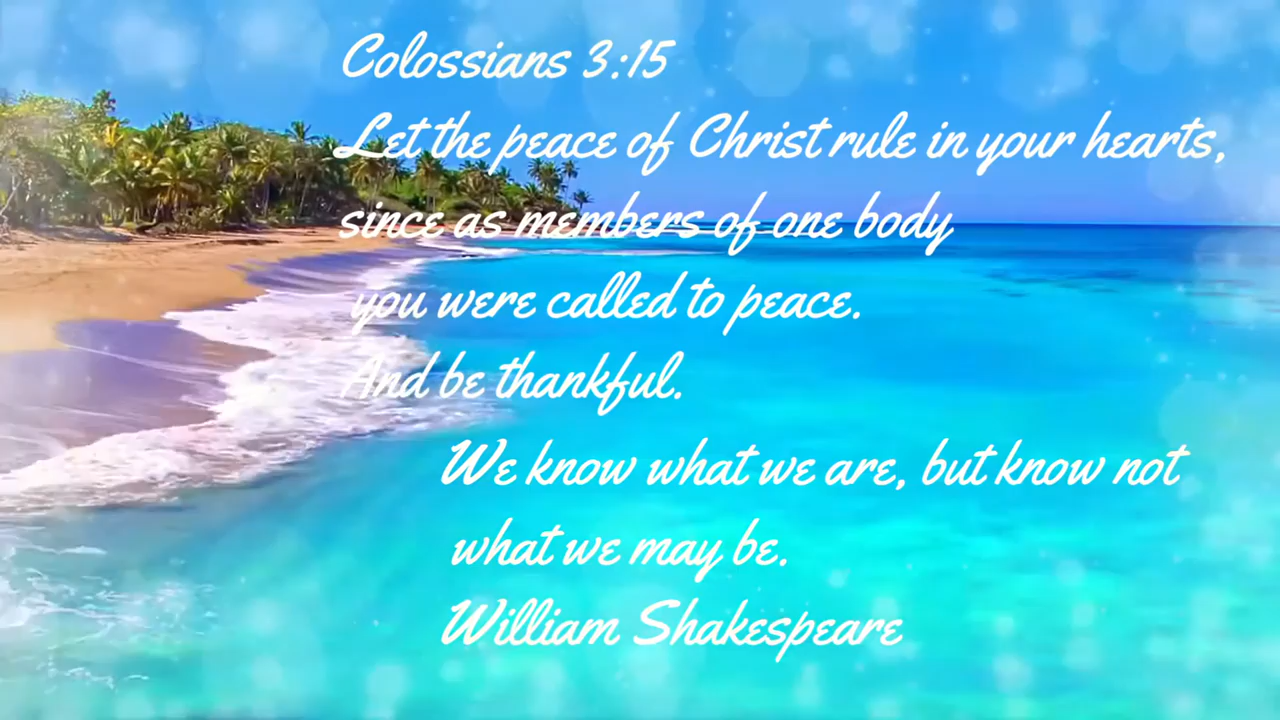 Colossians 3:15
Let the peace of Christ rule in your hearts,
since as members of one body
you were called to peace.
And be thankful.
We know what we are, but know not
what we may be.
William Shakespeare